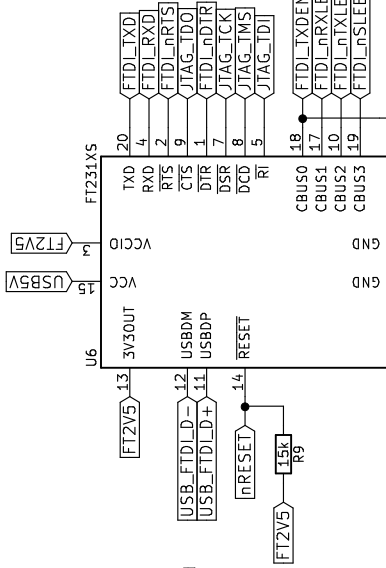 FTDI_TXD
FTDI_RXD
FTDI_nRTS
JTAG_TDO
FTDI_nDTR
JTAG_TCK
JTAG_TMS
JTAG_TDI
FTDI_TXDEN
FTDI_nRXLE
FTDI_nTXLE
FTDI_nSLEE
20
4
2
9
1
7
8
5
18
17
10
19
FT231XS
TXD
RXD
RTS
CTS
DTR
DSR
DCD
RI
CBUS0
CBUS1
CBUS2
CBUS3
FT2V5
3
VCCIO
GND
USB5V
15
VCC
GND
U6
3V3OUT
USBDM
USBDP
RESET
13
12
11
14
FT2V5
USB_FTDI_D-
USB_FTDI_D+
nRESET
15k
R9
FT2V5